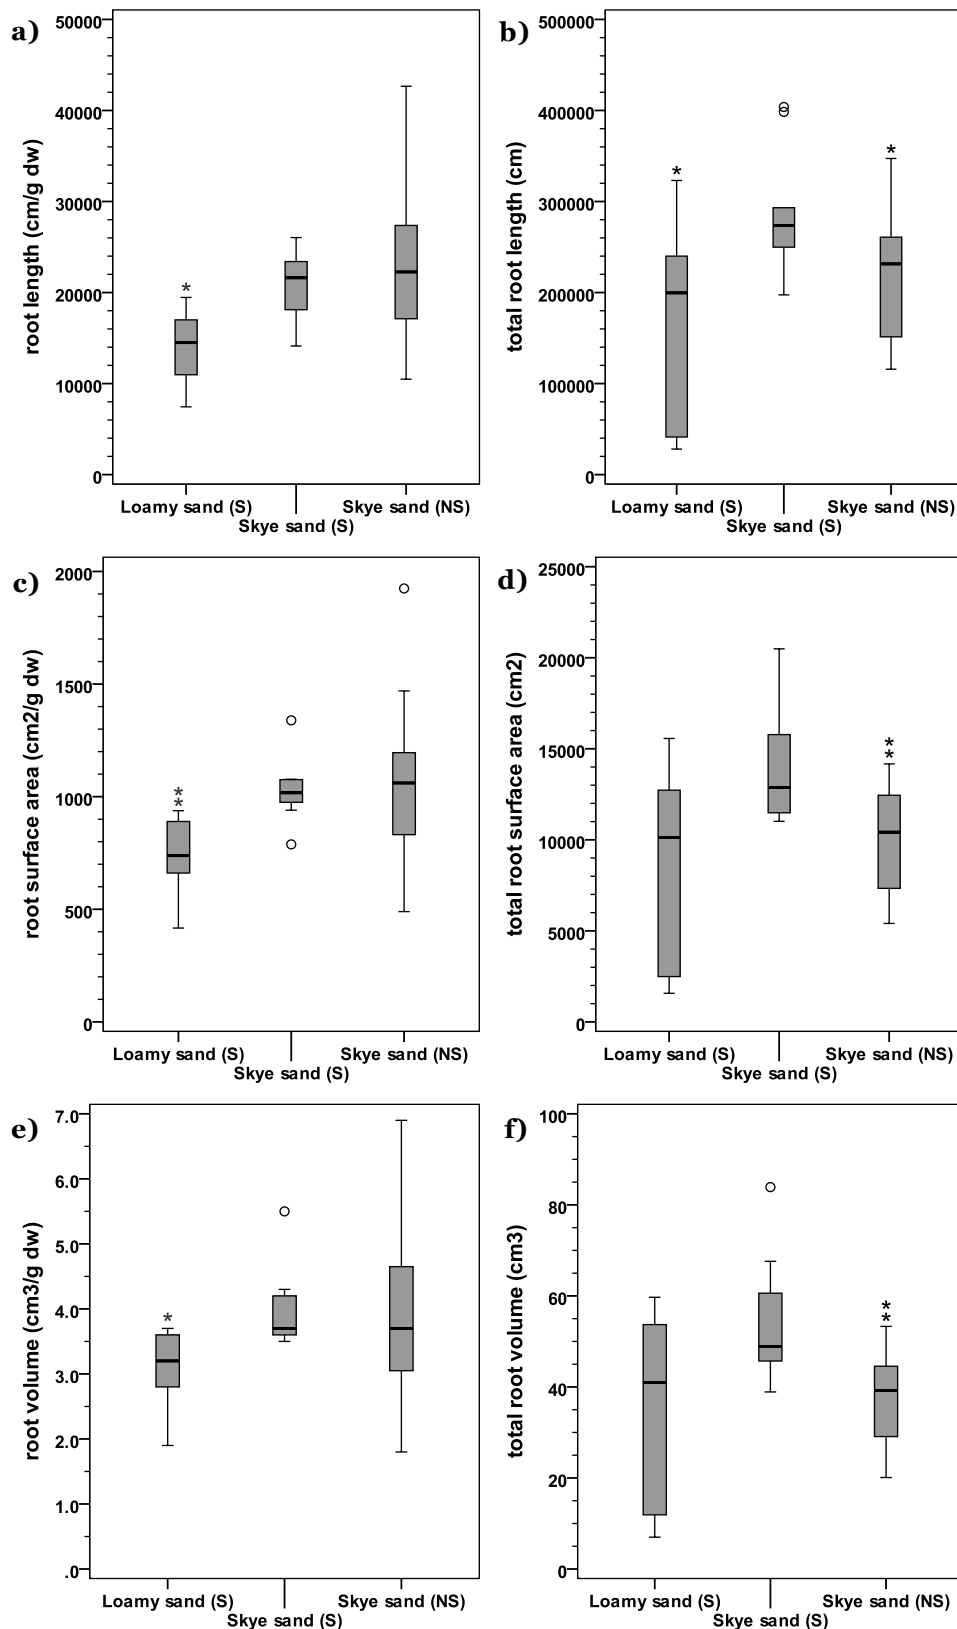 a)
50000
40000
30000
20000
10000
0
root length (cm/g dw)
*
Loamy sand (S)
Skye sand (S)
Skye sand (NS)
b)
500000
400000
300000
200000
100000
0
total root length (cm)
*
*
Loamy sand (S)
Skye sand (S)
Skye sand (NS)
c)
2000
1500
1000
500
0
root surface area (cm2/g dw)
*
*
Loamy sand (S)
Skye sand (S)
Skye sand (NS)
d)
25000
20000
15000
10000
5000
0
total root surface area (cm2)
*
*
Loamy sand (S)
Skye sand (S)
Skye sand (NS)
e)
7.0
6.0
5.0
4.0
3.0
2.0
1.0
.0
root volume (cm3/g dw)
*
Loamy sand (S)
Skye sand (S)
Skye sand (NS)
f)
100
80
60
40
20
0
total root volume (cm3)
*
*
Loamy sand (S)
Skye sand (S)
Skye sand (NS)